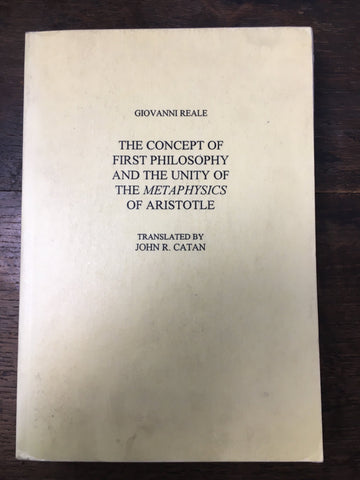 GIOVANNI REALE
THE CONCEPT OF
FIRST PHILOSOPHY
AND THE UNITY OF
THE METAPHYSICS
OF ARISTOTLE
TRANSLATED BY
JOHN R. CATAN